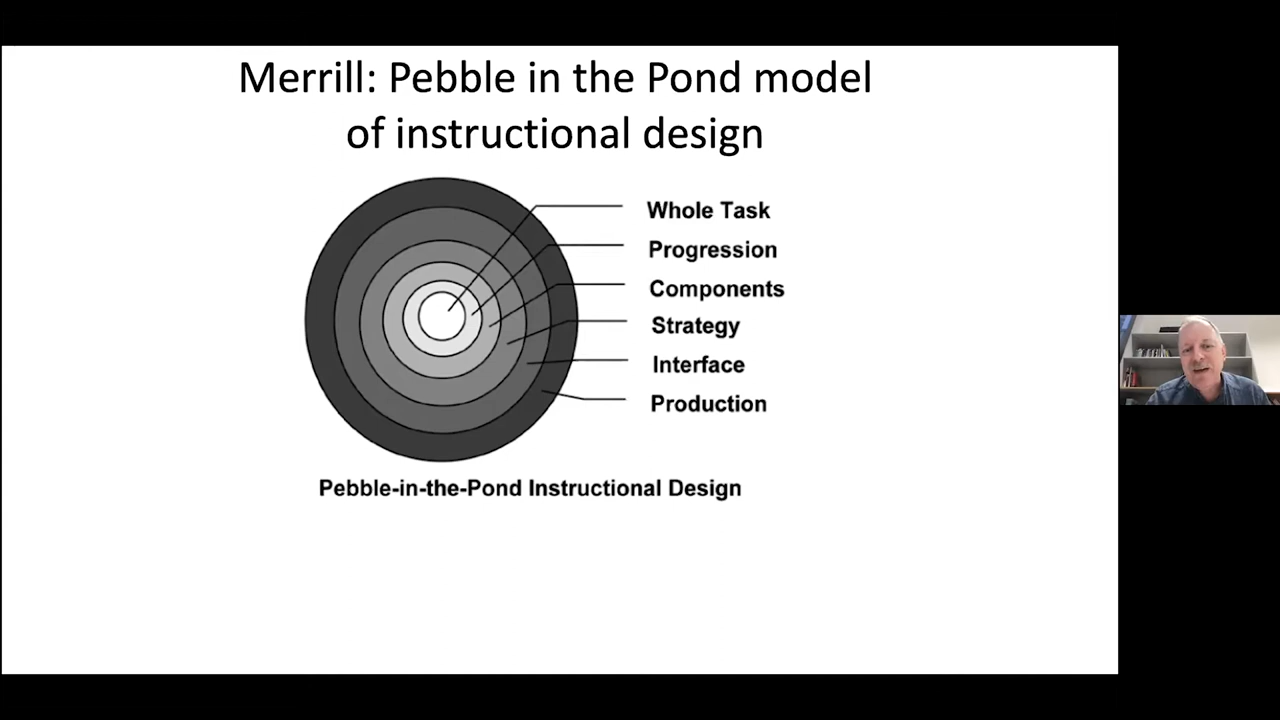 Merrill: Pebble in the Pond model
of instructional design
Whole Task
Progression
Components
Strategy
Interface
Production
Pebble-in-the-Pond Instructional Design